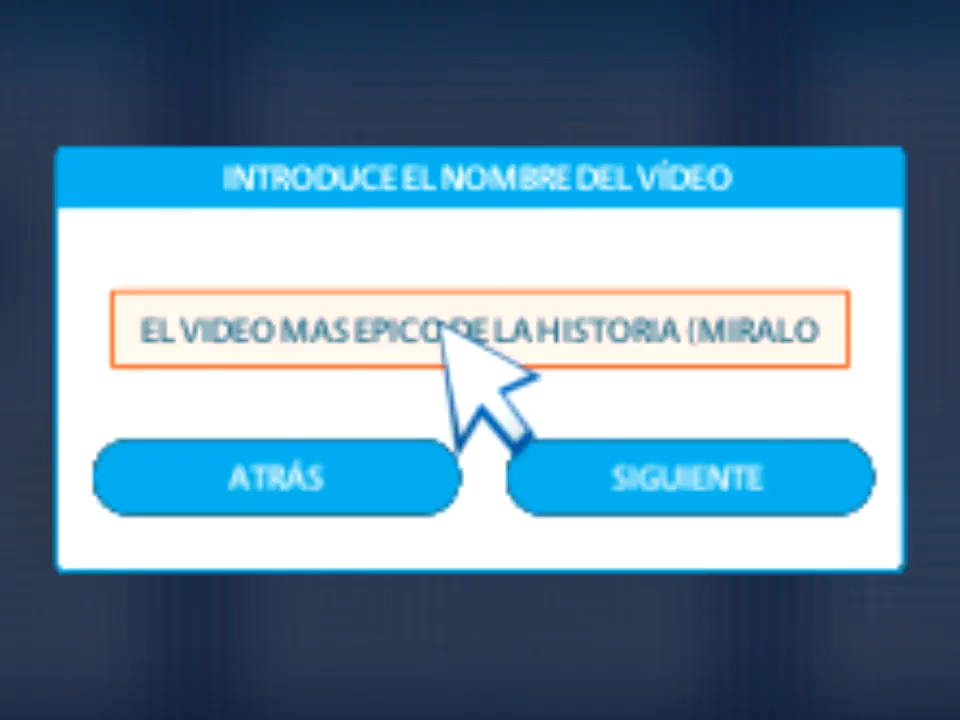 INTRODUCE EL NOMBRE DEL VÍDEO
EL VIDEO MAS EPICO DE LA HISTORIA (MIRALO
ATRÁS
SIGUIENTE